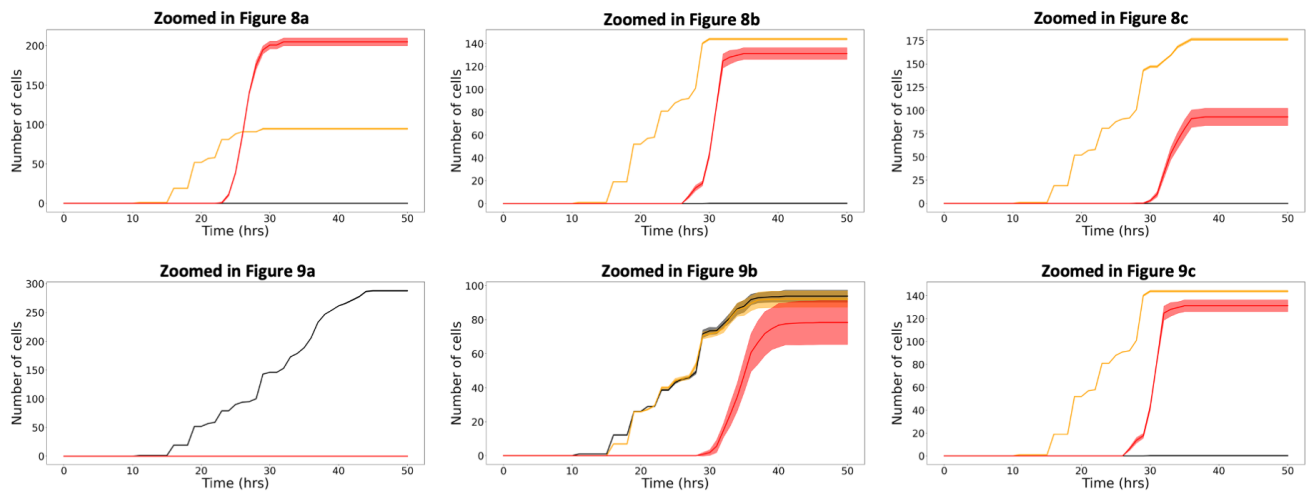 Zoomed in Figure 8a
Number of cells
200
150
100
50
0
0 10 20 30 40 50
Time (hrs)
Zoomed in Figure 8b
Number of cells
140
120
100
80
60
40
20
0
0 10 20 30 40 50
Time (hrs)
Zoomed in Figure 8c
Number of cells
175
150
125
100
75
50
25
0
0 10 20 30 40 50
Time (hrs)
Zoomed in Figure 9a
Number of cells
300
250
200
150
100
50
0
0 10 20 30 40 50
Time (hrs)
Zoomed in Figure 9b
Number of cells
100
80
60
40
20
0
0 10 20 30 40 50
Time (hrs)
Zoomed in Figure 9c
Number of cells
140
120
100
80
60
40
20
0
0 10 20 30 40 50
Time (hrs)